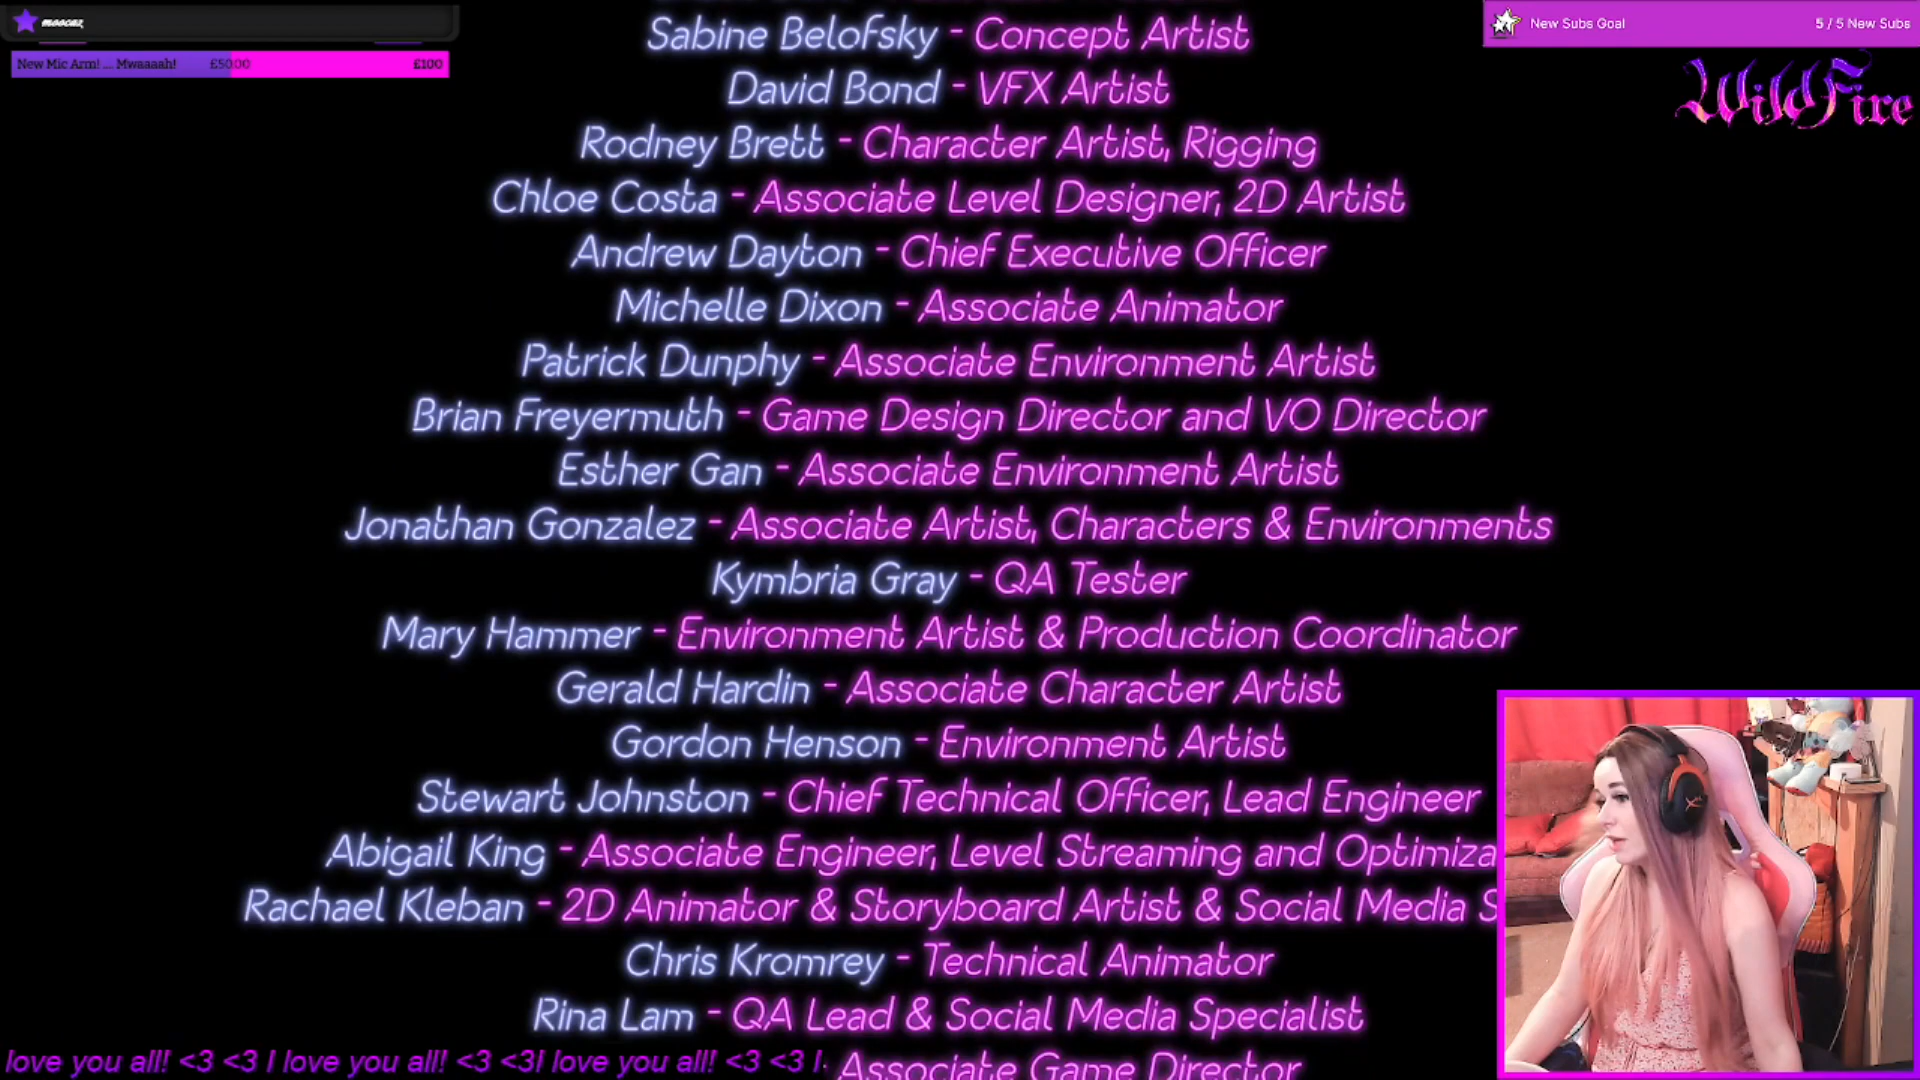 moocaz
New Subs Goal 5 / 5 New Subs
New Mic Arm! ... Mwaaaah! £50.00 £100
WildFire
Sabine Belofsky - Concept Artist
David Bond - VFX Artist
Rodney Brett - Character Artist, Rigging
Chloe Costa - Associate Level Designer, 2D Artist
Andrew Dayton - Chief Executive Officer
Michelle Dixon - Associate Animator
Patrick Dunphy - Associate Environment Artist
Brian Freyermuth - Game Design Director and VO Director
Esther Gan - Associate Environment Artist
Jonathan Gonzalez - Associate Artist, Characters & Environments
Kymbria Gray - QA Tester
Mary Hammer - Environment Artist & Production Coordinator
Gerald Hardin - Associate Character Artist
Gordon Henson - Environment Artist
Stewart Johnston - Chief Technical Officer, Lead Engineer
Abigail King - Associate Engineer, Level Streaming and Optimiza
Rachael Kleban - 2D Animator & Storyboard Artist & Social Media S
Chris Kromrey - Technical Animator
Rina Lam - QA Lead & Social Media Specialist
love you all! <3 <3 I love you all! <3 <3I love you all! <3 <3 I
Associate Game Director